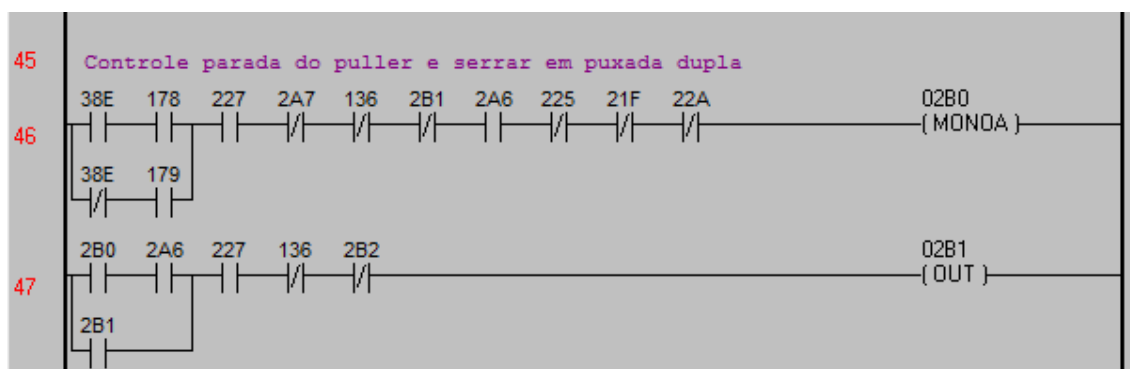 45 Controle parada do puller e serrar em puxada dupla
38E 178 227 2A7 136 2B1 2A6 225 21F 22A 02B0
46 (MONOA)
38E 179
2B0 2A6 227 136 2B2 02B1
47 (OUT)
2B1